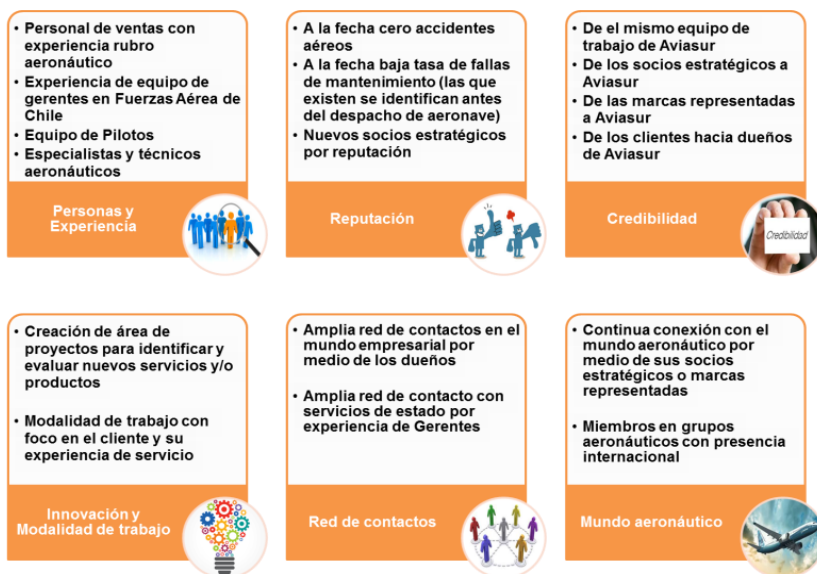 • Personal de ventas con
experiencia rubro
aeronáutico
• Experiencia de equipo de
gerentes en Fuerzas Aérea de
Chile
• Equipo de Pilotos
• Especialistas y técnicos
aeronáuticos
Personas y
Experiencia
• A la fecha cero accidentes
aéreos
• A la fecha baja tasa de fallas
de mantenimiento (las que
existen se identifican antes
del despacho de aeronave)
• Nuevos socios estratégicos
por reputación
Reputación
• De el mismo equipo de
trabajo de Aviasur
• De los socios estratégicos a
Aviasur
• De las marcas representadas
a Aviasur
• De los clientes hacia dueños
de Aviasur
Credibilidad
Credibilidad
• Creación de área de
proyectos para identificar y
evaluar nuevos servicios y/o
productos
• Modalidad de trabajo con
foco en el cliente y su
experiencia de servicio
Innovación y
Modalidad de trabajo
• Amplia red de contactos en el
mundo empresarial por
medio de los dueños
• Amplia red de contacto con
servicios de estado por
experiencia de Gerentes
Red de contactos
• Continua conexión con el
mundo aeronáutico por
medio de sus socios
estratégicos o marcas
representadas
• Miembros en grupos
aeronáuticos con presencia
internacional
Mundo aeronáutico